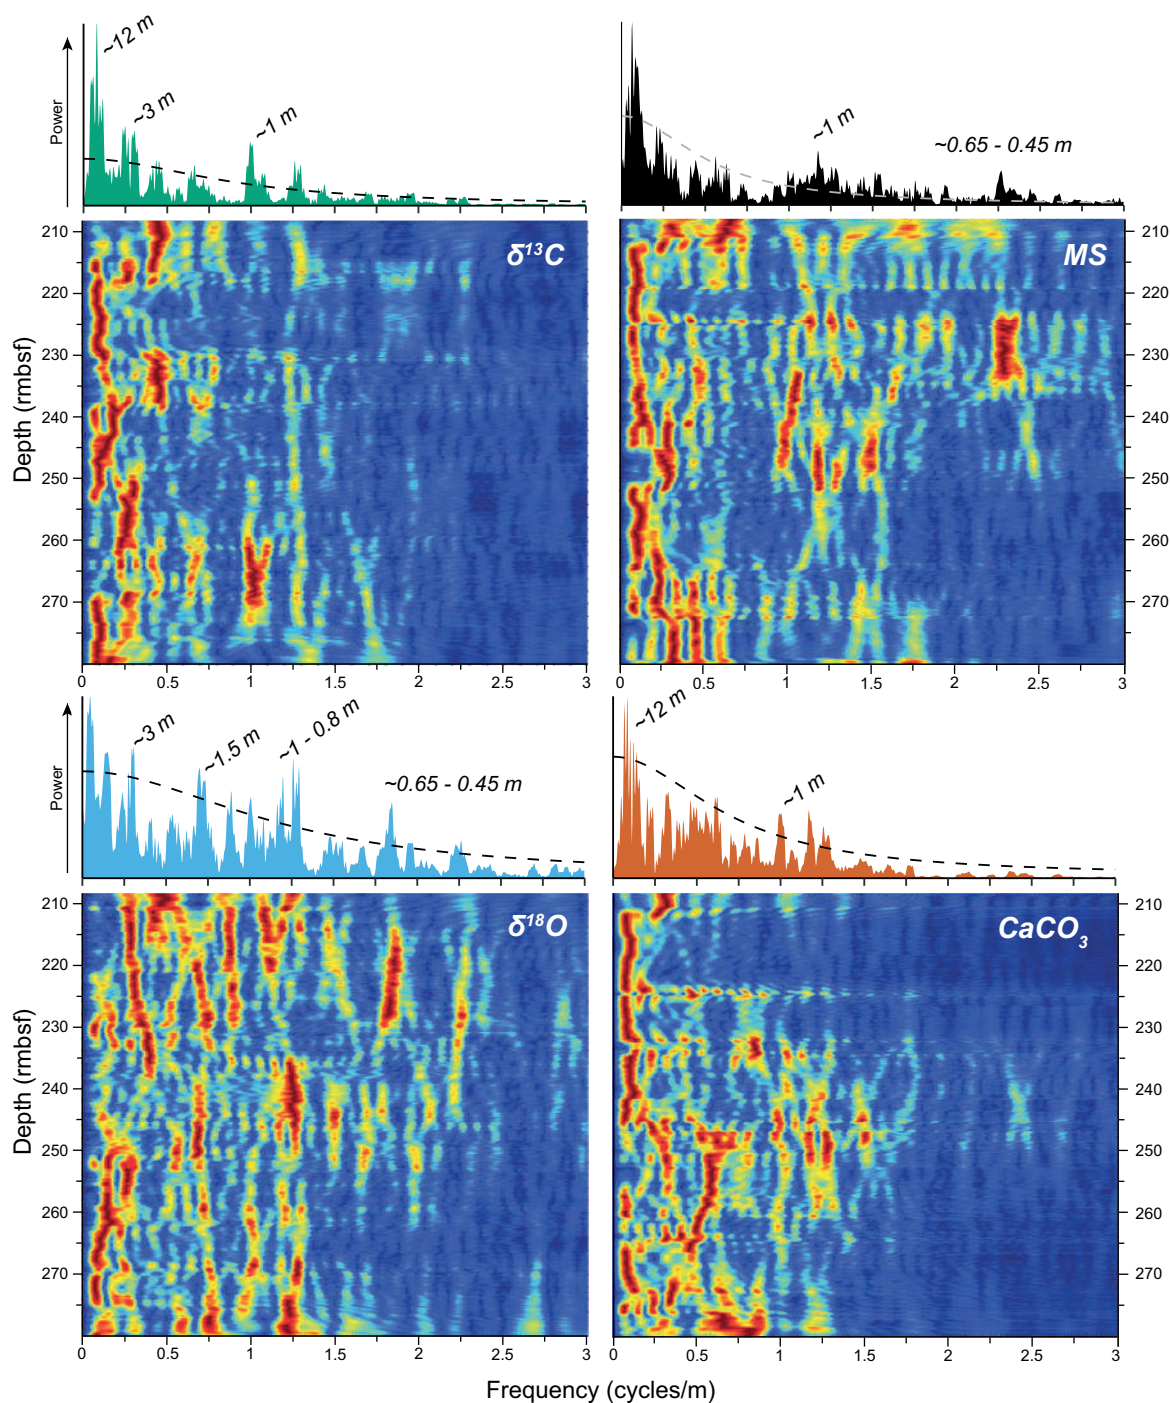 ~12 m
~3 m
~1 m
Power
~1 m
~0.65 - 0.45 m
δ13C
MS
210
220
230
240
250
260
270
Depth (rmbsf)
210
220
230
240
250
260
270
0 0.5 1 1.5 2 2.5 3
0 0.5 1 1.5 2 2.5 3
~3 m
~1.5 m
~1 - 0.8 m
~0.65 - 0.45 m
Power
~12 m
~1 m
δ18O
CaCO3
210
220
230
240
250
260
270
Depth (rmbsf)
210
220
230
240
250
260
270
0 0.5 1 1.5 2 2.5 3
0 0.5 1 1.5 2 2.5 3
Frequency (cycles/m)